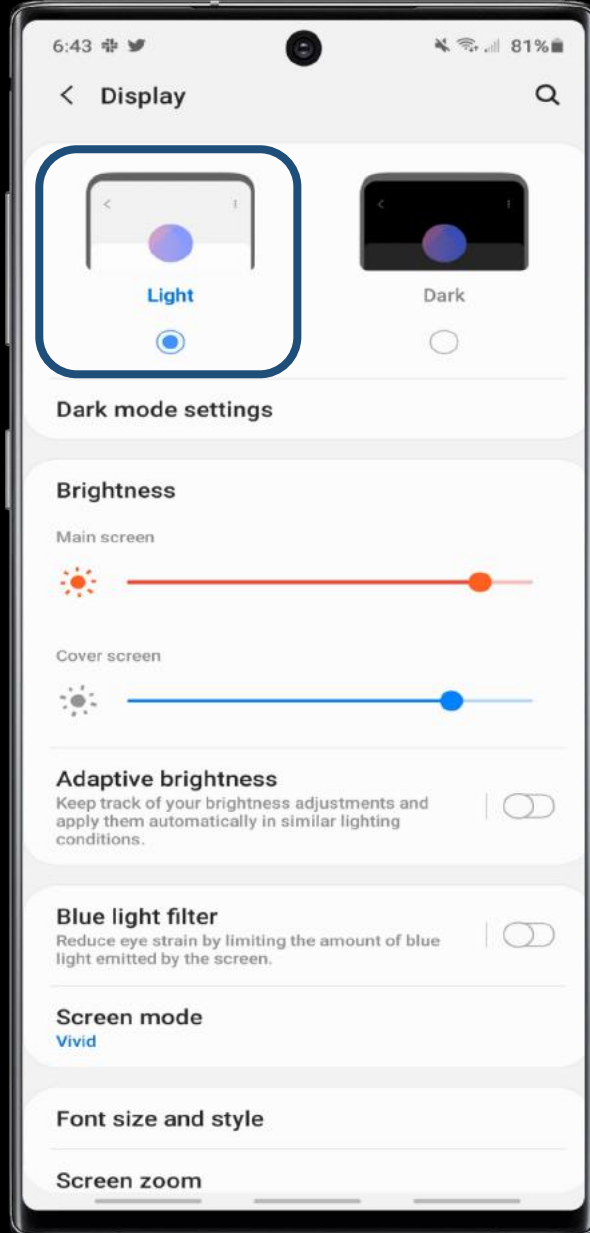 6:43 81%
Display
Light
Dark
Dark mode settings
Brightness
Main screen
Cover screen
Adaptive brightness
Keep track of your brightness adjustments and
apply them automatically in similar lighting
conditions.
Blue light filter
Reduce eye strain by limiting the amount of blue
light emitted by the screen.
Screen mode
Vivid
Font size and style
Screen zoom